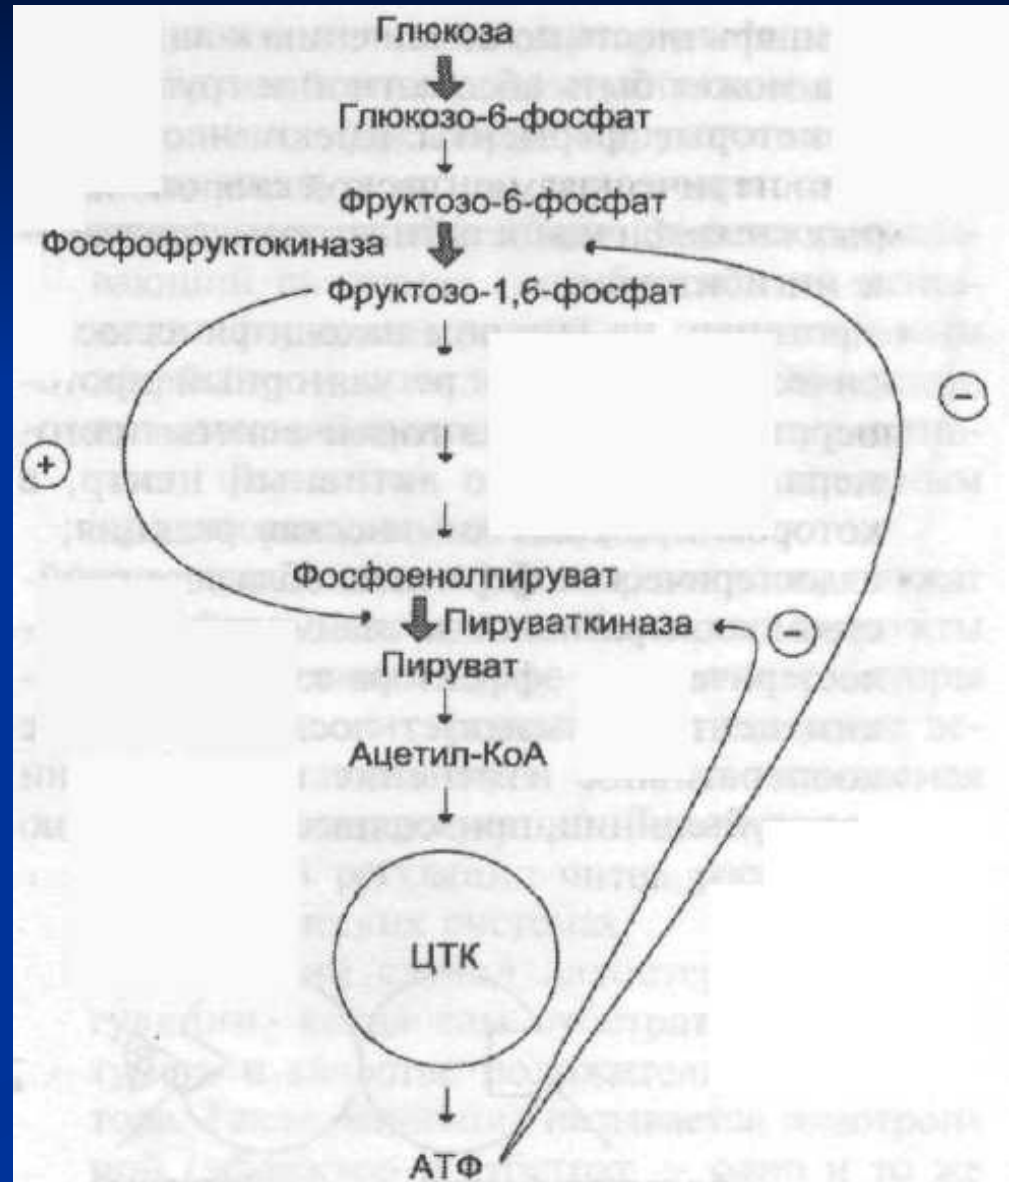 Глюкоза
Глюкозо-6-фосфат
Фруктозо-6-фосфат
Фосфофруктокиназа
Фруктозо-1,6-фосфат
−
+
Фосфоенолпируват
Пируваткиназа
−
Пируват
Ацетил-КоА
ЦТК
АТФ